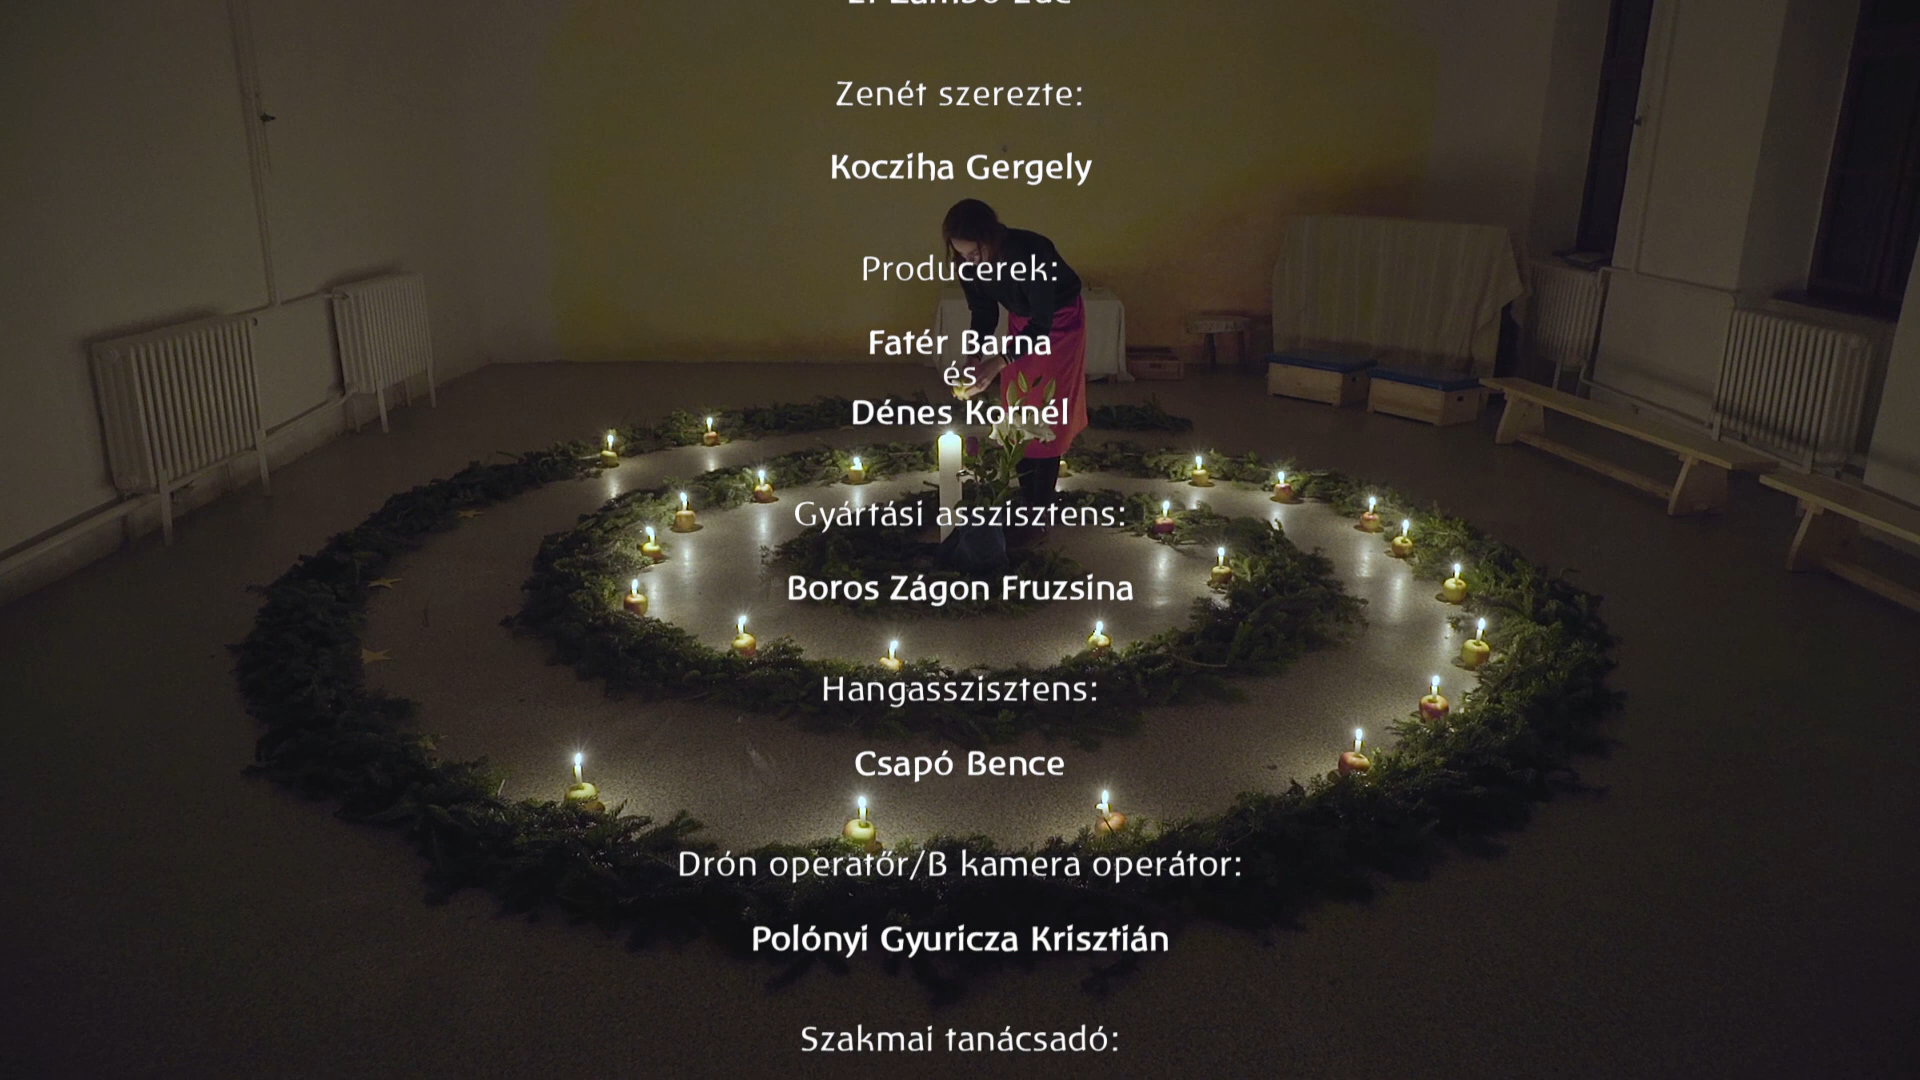 Zenét szerezte:
Kocziha Gergely
Producerek:
Fatér Barna
és
Dénes Kornél
Gyártási asszisztens:
Boros Zágon Fruzsina
Hangasszisztens:
Csapó Bence
Drón operatőr/B kamera operátor:
Polónyi Gyuricza Krisztián
Szakmai tanácsadó: